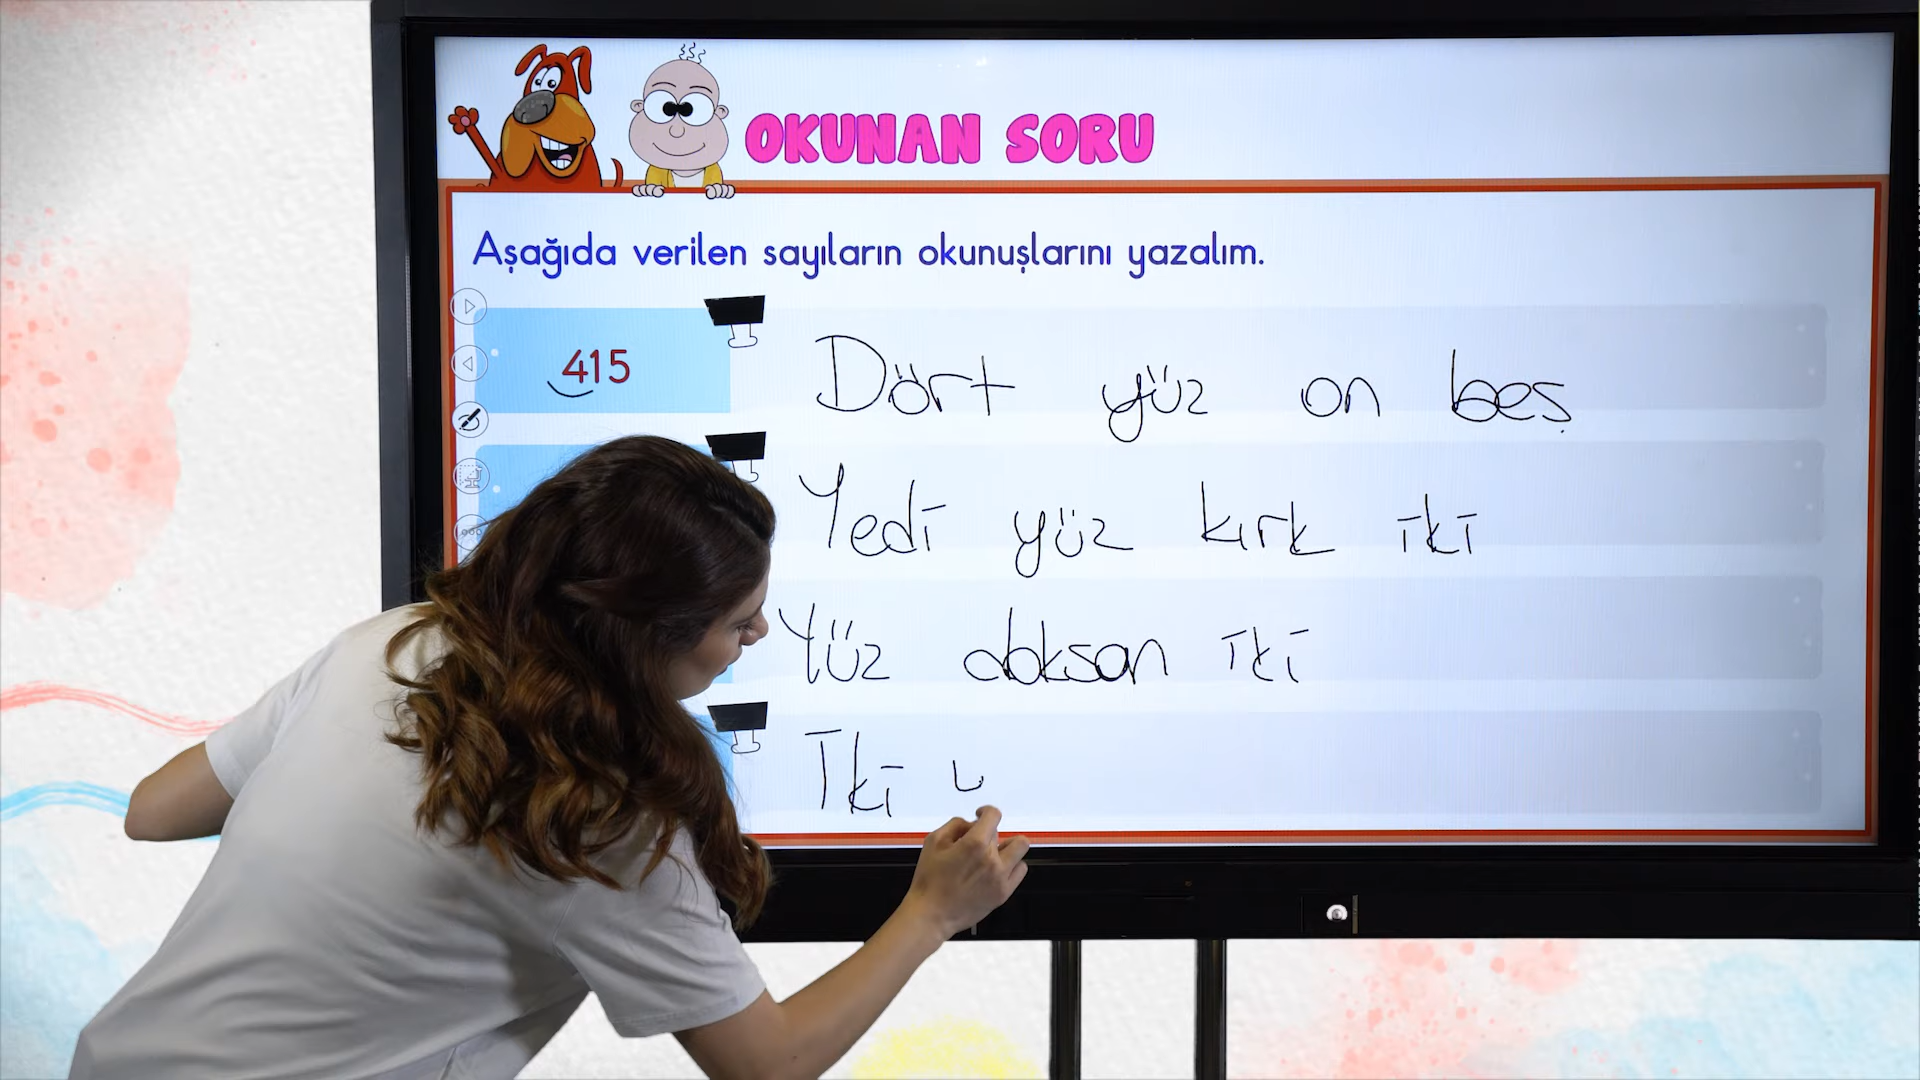 OKUNAN SORU
Aşağıda verilen sayıların okunuşlarını yazalım.
415
Dört yüz on beş
Yedi yüz kırk iki
Yüz doksan iki
İki